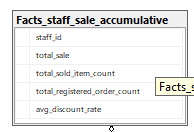 Facts_staff_sale_accumulative
staff_id
total_sale
total_sold_item_count
total_registered_order_count
avg_discount_rate
Facts_s